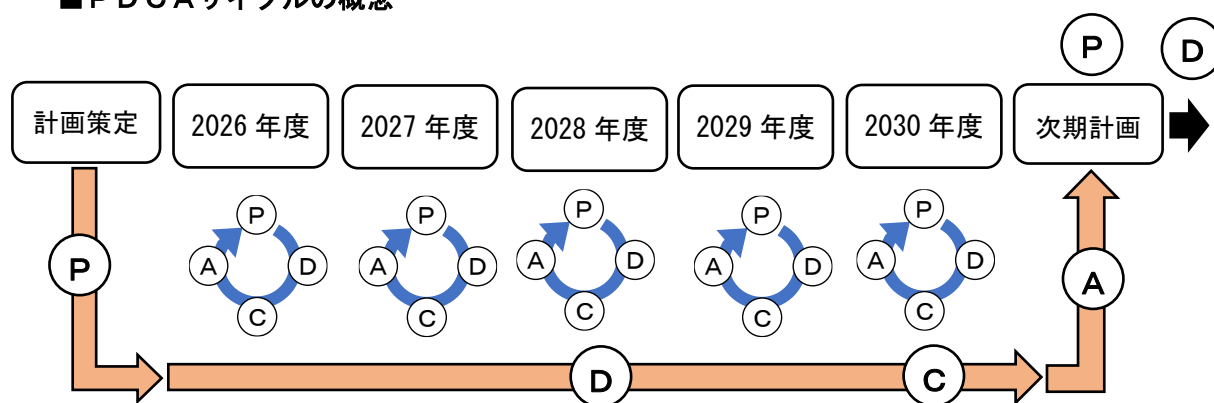 ■ＰＤＣＡサイクルの概念
Ｐ Ｄ
計画策定 2026 年度 2027 年度 2028 年度 2029 年度 2030 年度 次期計画
P P P P P
A D A D A D A D A D
C C C C C
Ｐ Ａ
Ｄ Ｃ